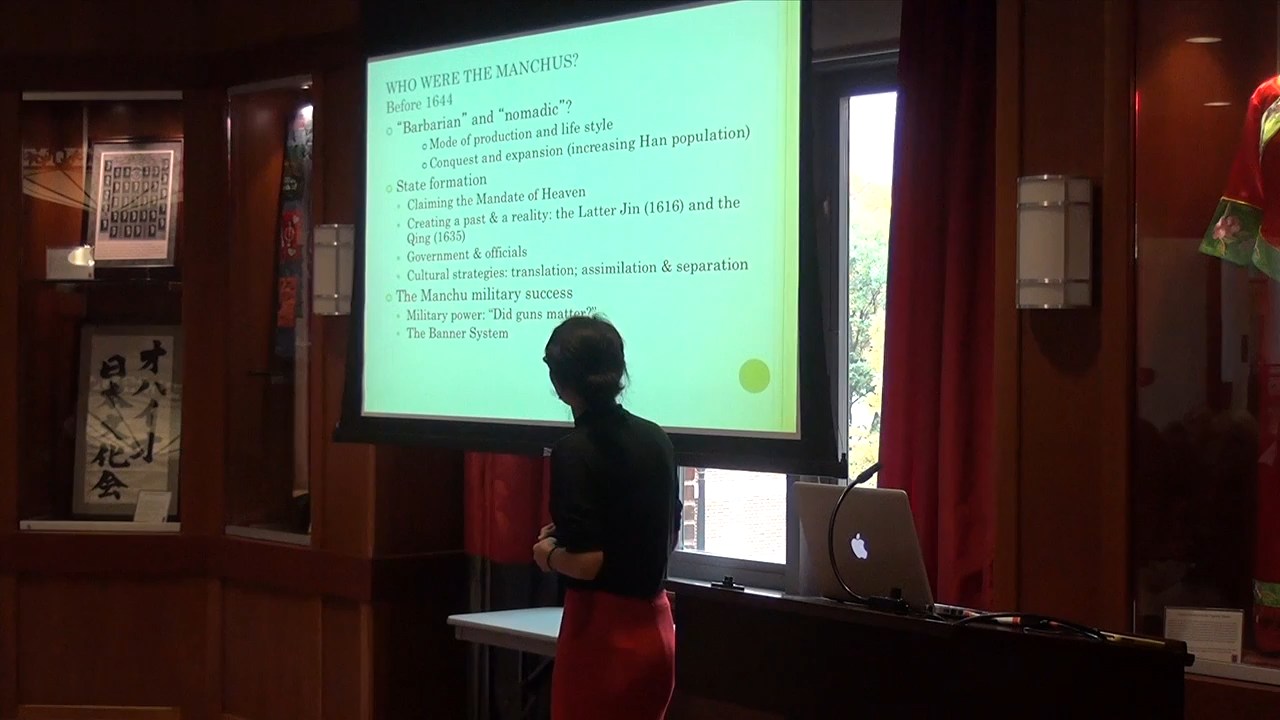 WHO WERE THE MANCHUS?
Before 1644
"Barbarian" and "nomadic"?
Mode of production and life style
Conquest and expansion (increasing Han population)
State formation
Claiming the Mandate of Heaven
Creating a past & a reality: the Latter Jin (1616) and the
Qing (1635)
Government & officials
Cultural strategies: translation; assimilation & separation
The Manchu military success
Military power: "Did guns matter?"
The Banner System
オハイオ
日本文化会